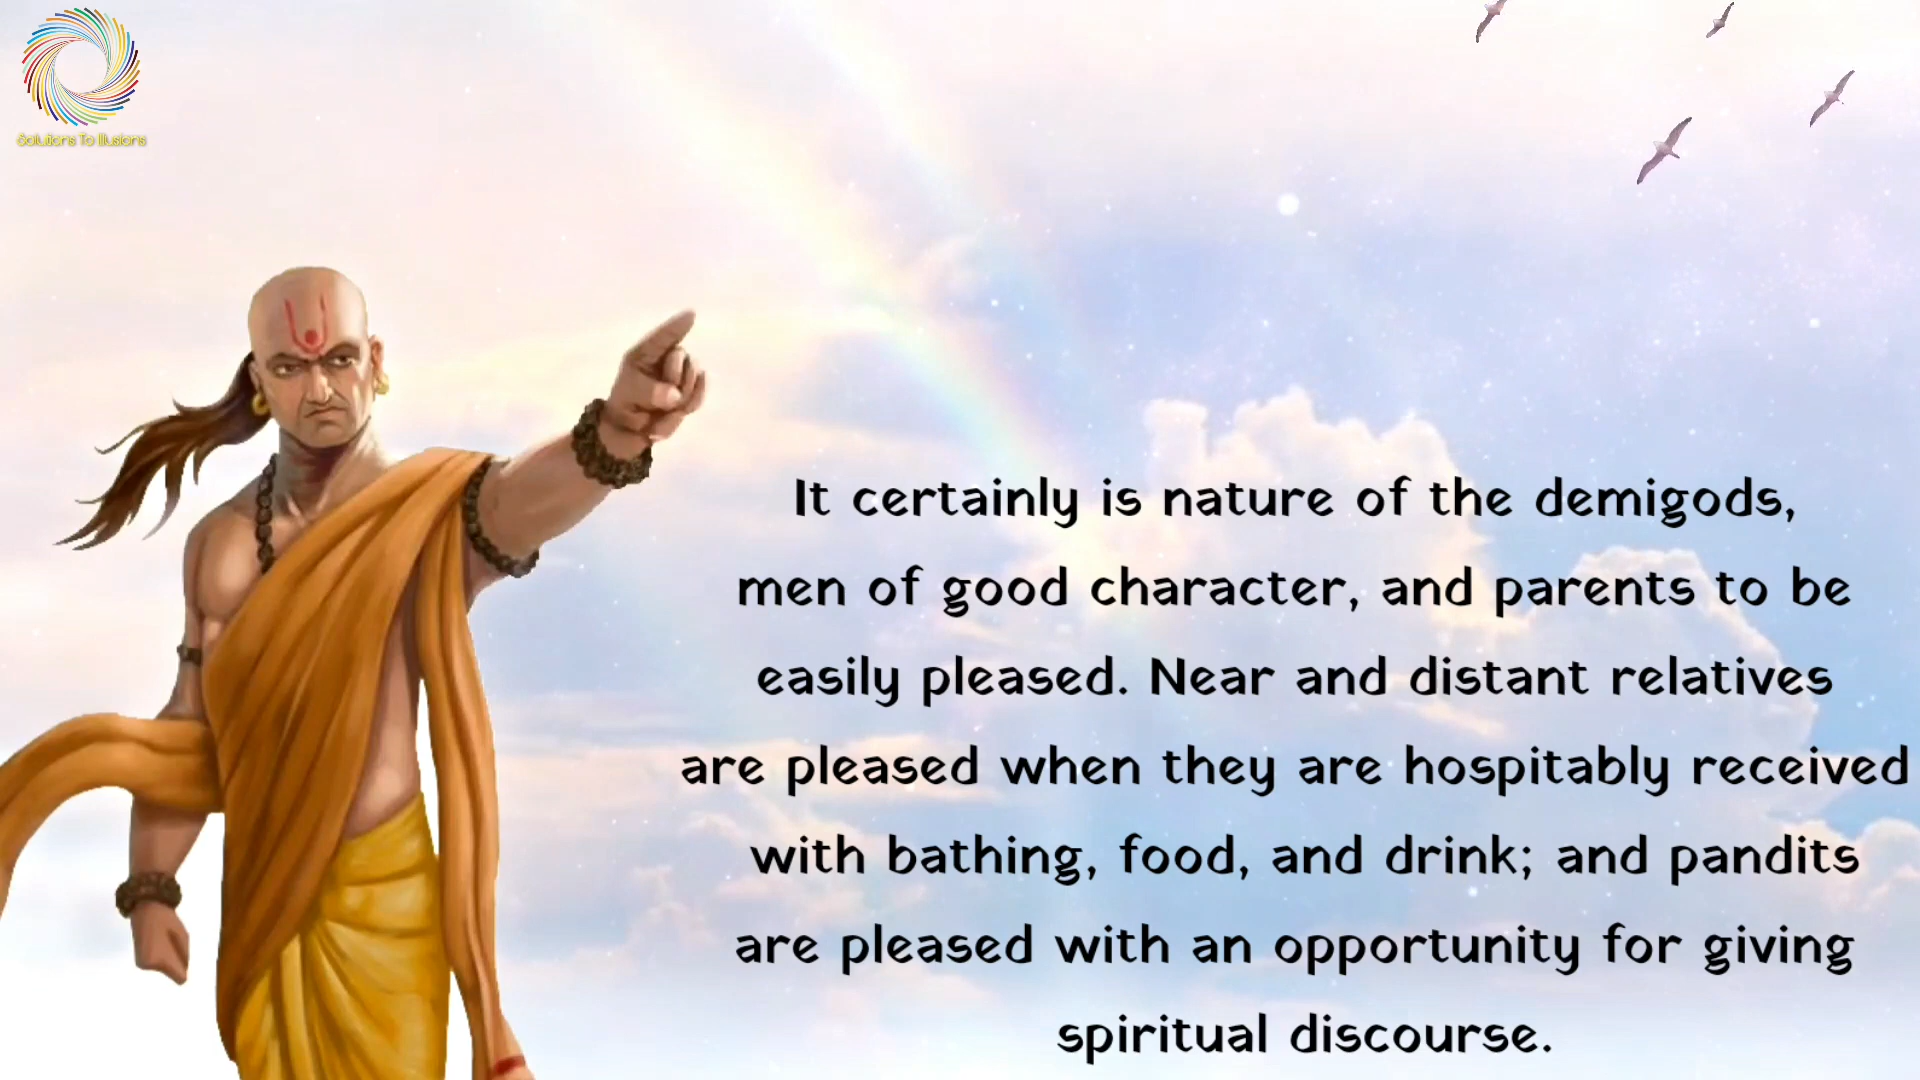 Solutions To Illusions
It certainly is nature of the demigods,
men of good character, and parents to be
easily pleased. Near and distant relatives
are pleased when they are hospitably received
with bathing, food, and drink; and pandits
are pleased with an opportunity for giving
spiritual discourse.